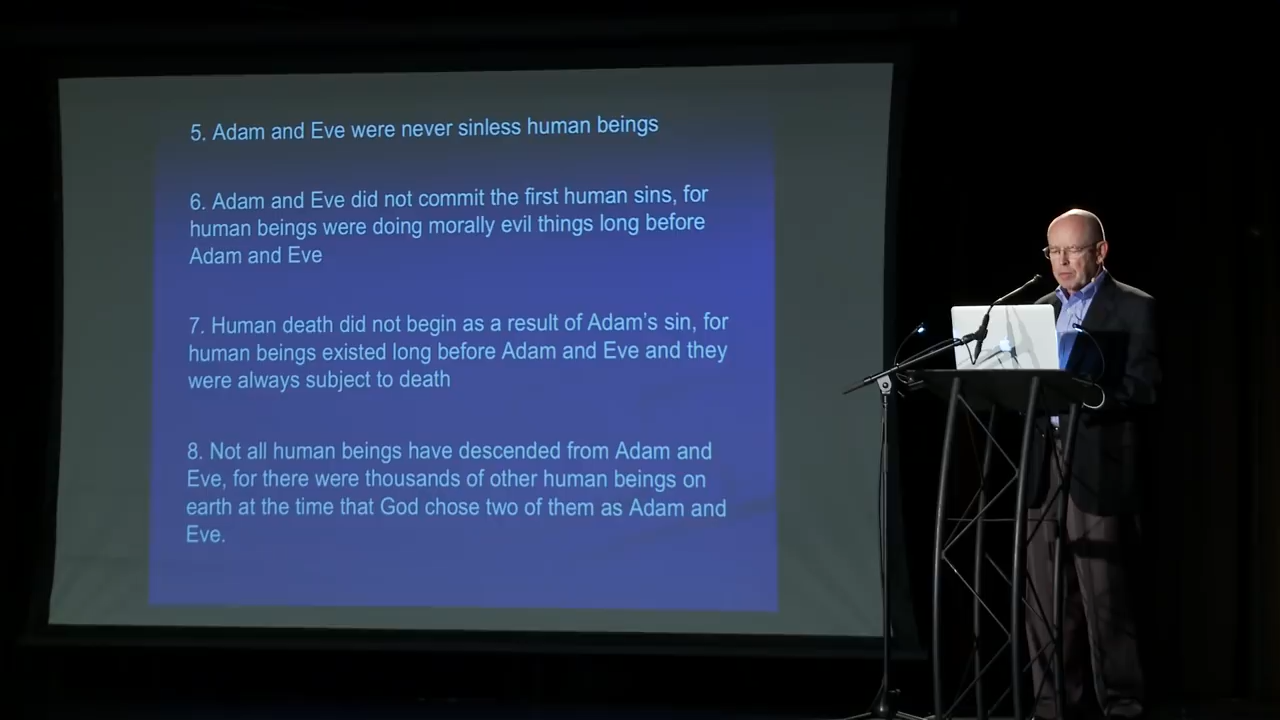 5. Adam and Eve were never sinless human beings
6. Adam and Eve did not commit the first human sins, for
human beings were doing morally evil things long before
Adam and Eve
7. Human death did not begin as a result of Adam's sin, for
human beings existed long before Adam and Eve and they
were always subject to death
8. Not all human beings have descended from Adam and
Eve, for there were thousands of other human beings on
earth at the time that God chose two of them as Adam and
Eve.